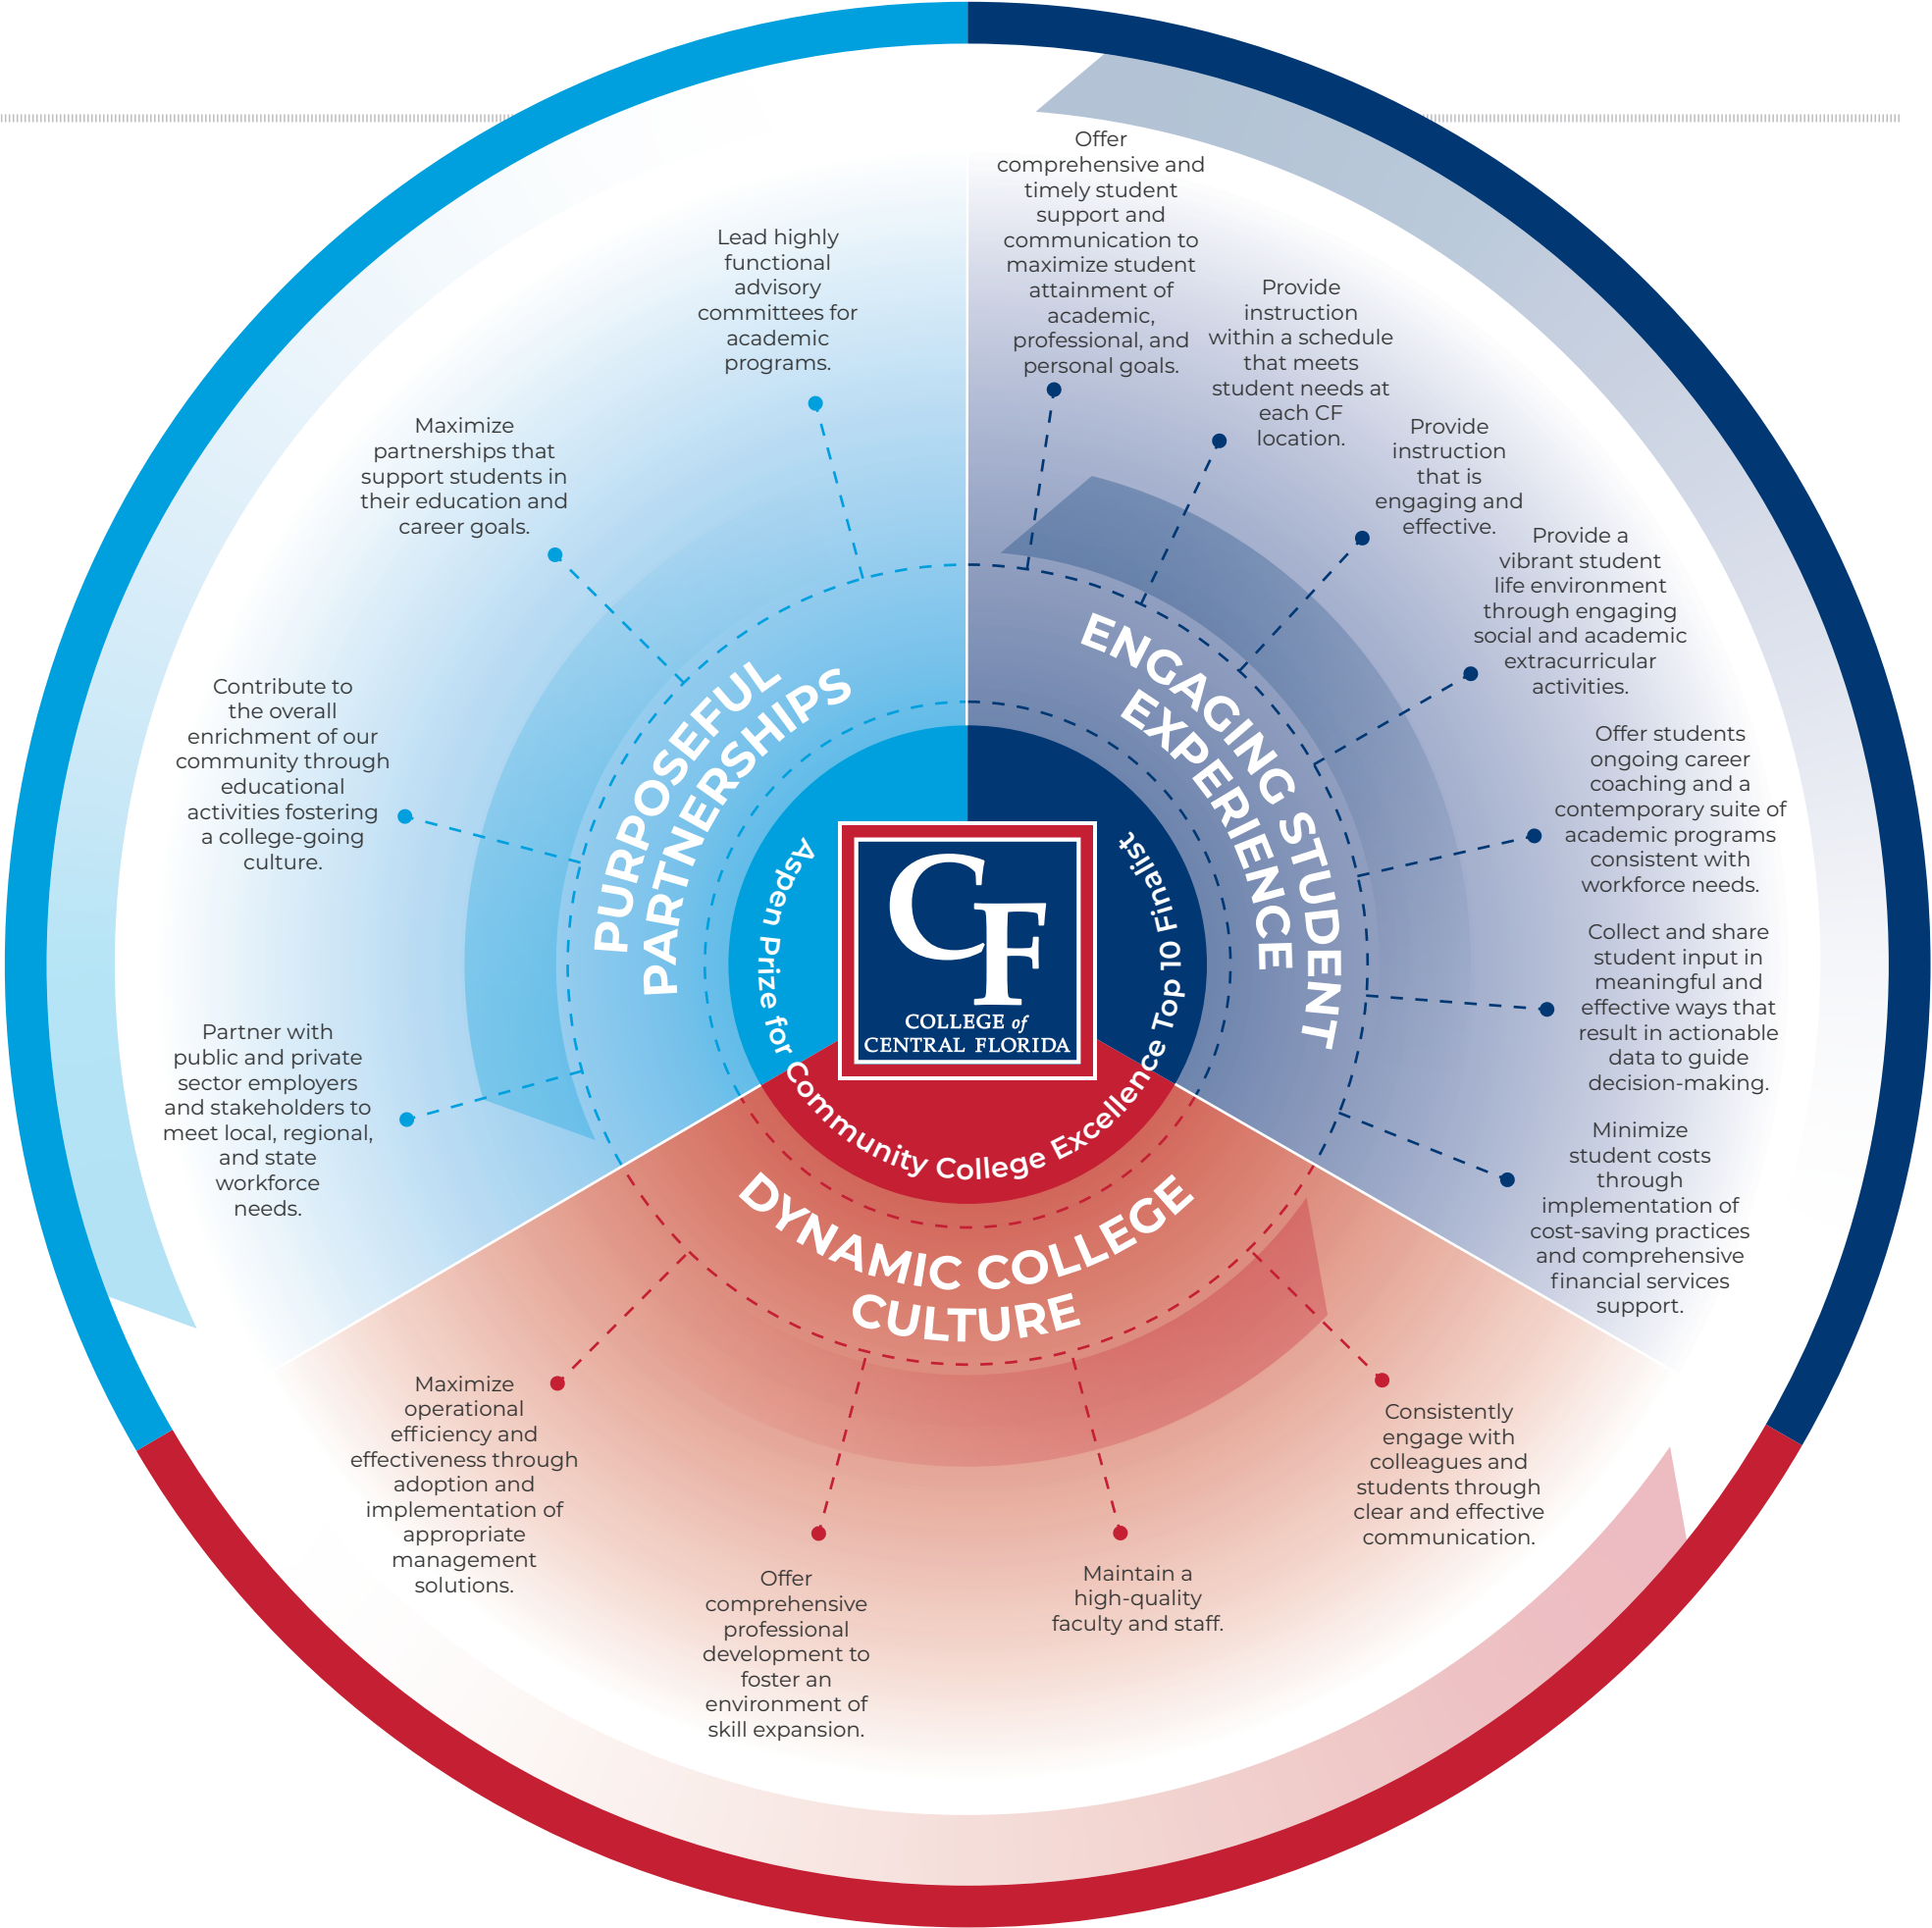 Offer
comprehensive and
timely student
support and
communication to
maximize student
attainment of
academic,
professional, and
personal goals.
Provide
instruction
within a schedule
that meets
student needs at
each CF
location.
Provide
instruction
that is
engaging and
effective.
Provide a
vibrant student
life environment
through engaging
social and academic
extracurricular
activities.
Offer students
ongoing career
coaching and a
contemporary suite of
academic programs
consistent with
workforce needs.
Collect and share
student input in
meaningful and
effective ways that
result in actionable
data to guide
decision-making.
Minimize
student costs
through
implementation of
cost-saving practices
and comprehensive
financial services
support.
ENGAGING STUDENT
EXPERIENCE
Lead highly
functional
advisory
committees for
academic
programs.
Maximize
partnerships that
support students in
their education and
career goals.
Contribute to
the overall
enrichment of our
community through
educational
activities fostering
a college-going
culture.
Partner with
public and private
sector employers
and stakeholders to
meet local, regional,
and state
workforce
needs.
PURPOSEFUL
PARTNERSHIPS
Aspen Prize for Community College Excellence Top 10 Finalist
CF
COLLEGE of
CENTRAL FLORIDA
DYNAMIC COLLEGE
CULTURE
Maximize
operational
efficiency and
effectiveness through
adoption and
implementation of
appropriate
management
solutions.
Offer
comprehensive
professional
development to
foster an
environment of
skill expansion.
Maintain a
high-quality
faculty and staff.
Consistently
engage with
colleagues and
students through
clear and effective
communication.